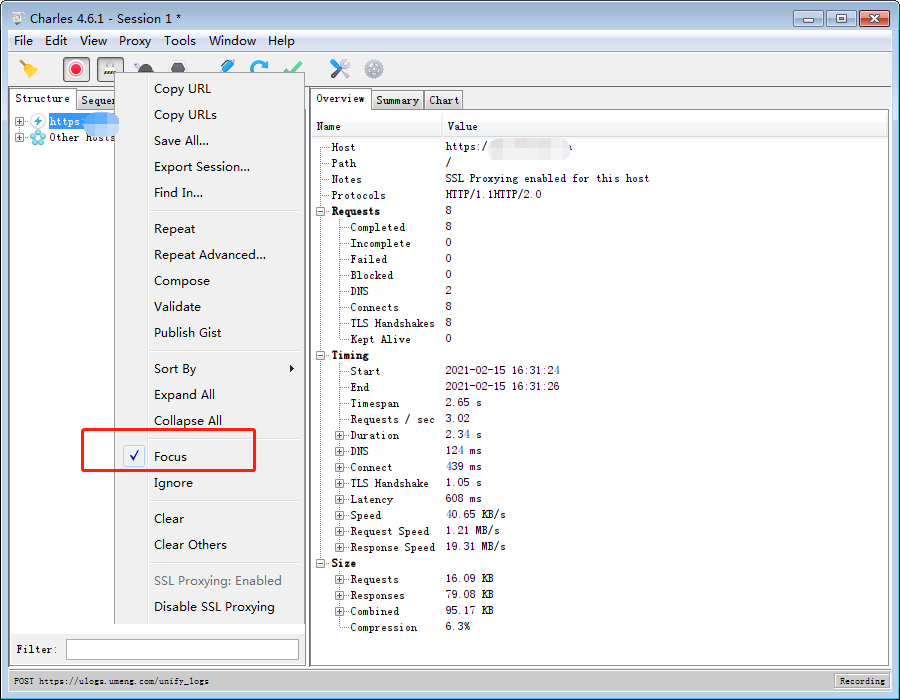 Charles 4.6.1 - Session 1 *
File Edit View Proxy Tools Window Help
Structure
Overview Summary Chart
https:
Other Hosts
Copy URL
Copy URLs
Save All...
Export Session...
Find In...
Repeat
Repeat Advanced...
Compose
Validate
Publish Gist
Sort By
Expand All
Collapse All
Focus
Ignore
Clear
Clear Others
SSL Proxying: Enabled
Disable SSL Proxying
Name Value
Host https:/
Path /
Notes SSL Proxying enabled for this host
Protocols HTTP/1.1HTTP/2.0
Requests 8
Completed 8
Incomplete 0
Failed 0
Blocked 0
DNS 2
Connects 8
TLS Handshakes 8
Kept Alive 0
Timing
Start 2021-02-15 16:31:24
End 2021-02-15 16:31:26
Timespan 2.65 s
Requests / sec 3.02
Duration 2.34 s
DNS 124 ms
Connect 439 ms
TLS Handshake 1.05 s
Latency 608 ms
Speed 40.65 KB/s
Request Speed 1.21 MB/s
Response Speed 19.31 MB/s
Size
Requests 16.09 KB
Responses 79.08 KB
Combined 95.17 KB
Compression 6.3%
Filter:
POST https://ulogs.umeng.com/unify_logs
Recording